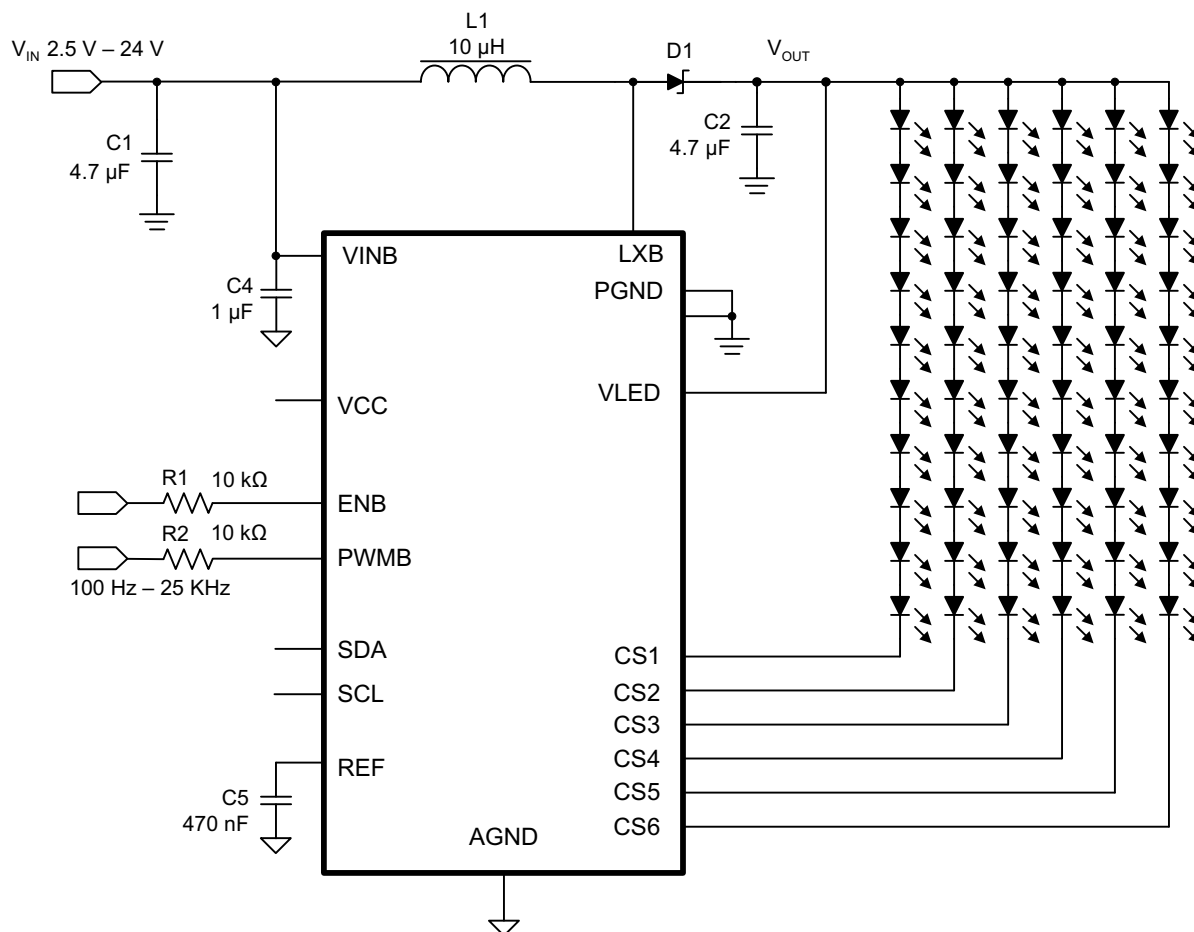 L1
10 µH
V_IN 2.5 V – 24 V
D1
V_OUT
C1
4.7 µF
C2
4.7 µF
VINB
LXB
C4
1 µF
PGND
VCC
VLED
R1 10 kΩ
ENB
R2 10 kΩ
PWMB
100 Hz – 25 KHz
SDA
CS1
SCL
CS2
CS3
REF
CS4
C5
470 nF
CS5
CS6
AGND